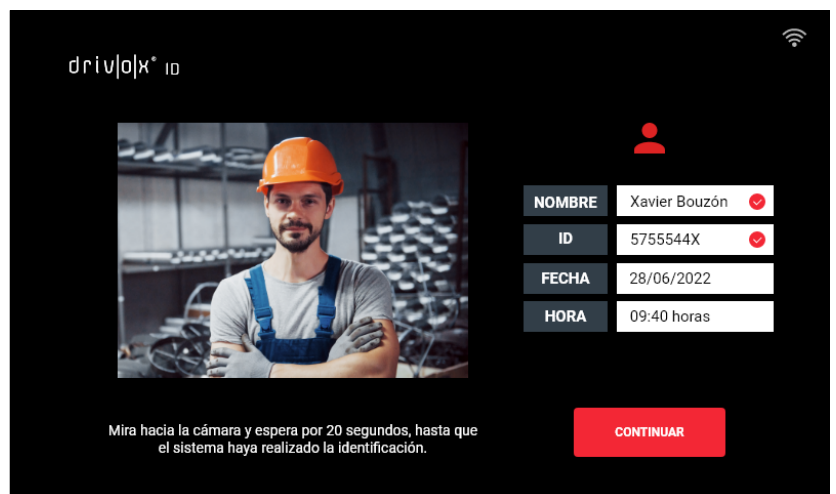 driv|o|x® ID
NOMBRE Xavier Bouzón
ID 5755544X
FECHA 28/06/2022
HORA 09:40 horas
Mira hacia la cámara y espera por 20 segundos, hasta que
el sistema haya realizado la identificación.
CONTINUAR